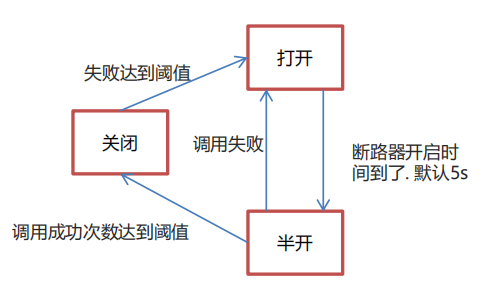 打开
失败达到阈值
关闭
调用失败
断路器开启时
间到了. 默认5s
调用成功次数达到阈值
半开